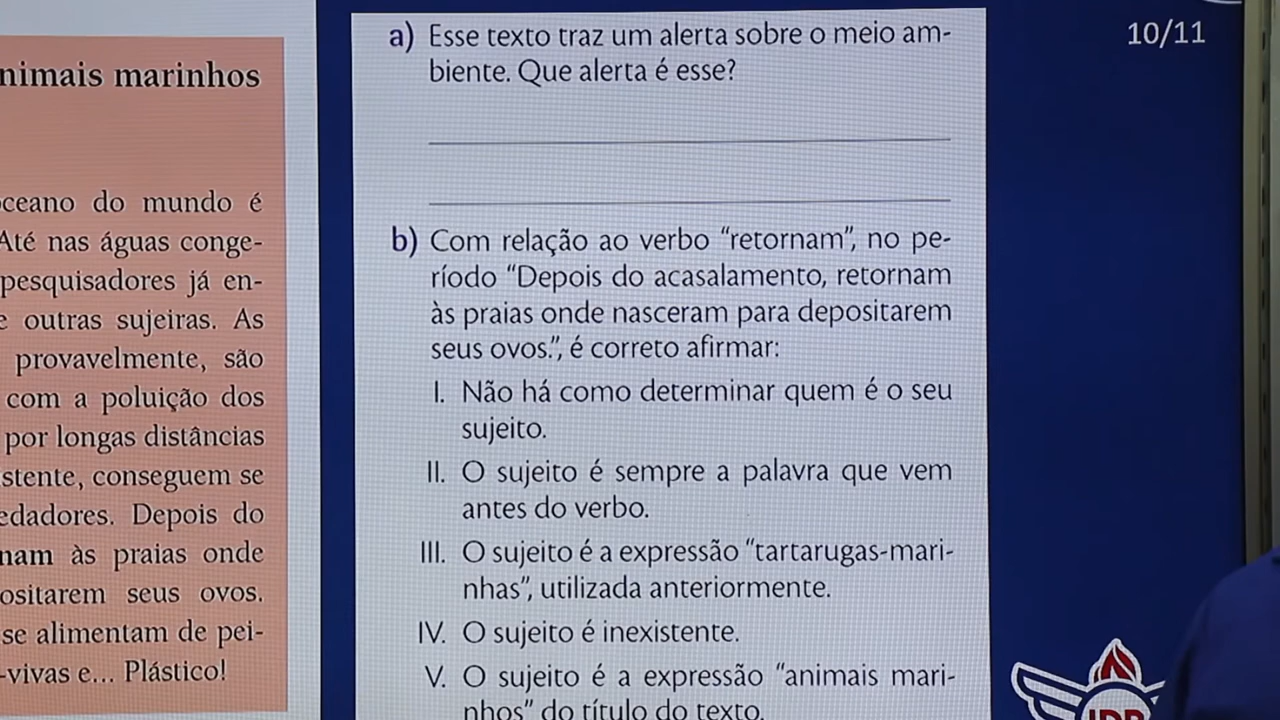 nimais marinhos
oceano do mundo é
Até nas águas conge-
pesquisadores já en-
e outras sujeiras. As
provavelmente, são
com a poluição dos
por longas distâncias
stente, conseguem se
edadores. Depois do
nam às praias onde
ositarem seus ovos.
se alimentam de pei-
-vivas e... Plástico!
a) Esse texto traz um alerta sobre o meio am-
biente. Que alerta é esse?
b) Com relação ao verbo “retornam”, no pe-
ríodo “Depois do acasalamento, retornam
às praias onde nasceram para depositarem
seus ovos.”, é correto afirmar:
I. Não há como determinar quem é o seu
sujeito.
II. O sujeito é sempre a palavra que vem
antes do verbo.
III. O sujeito é a expressão “tartarugas-mari-
nhas”, utilizada anteriormente.
IV. O sujeito é inexistente.
V. O sujeito é a expressão “animais mari-
nhos” do título do texto.
10/11